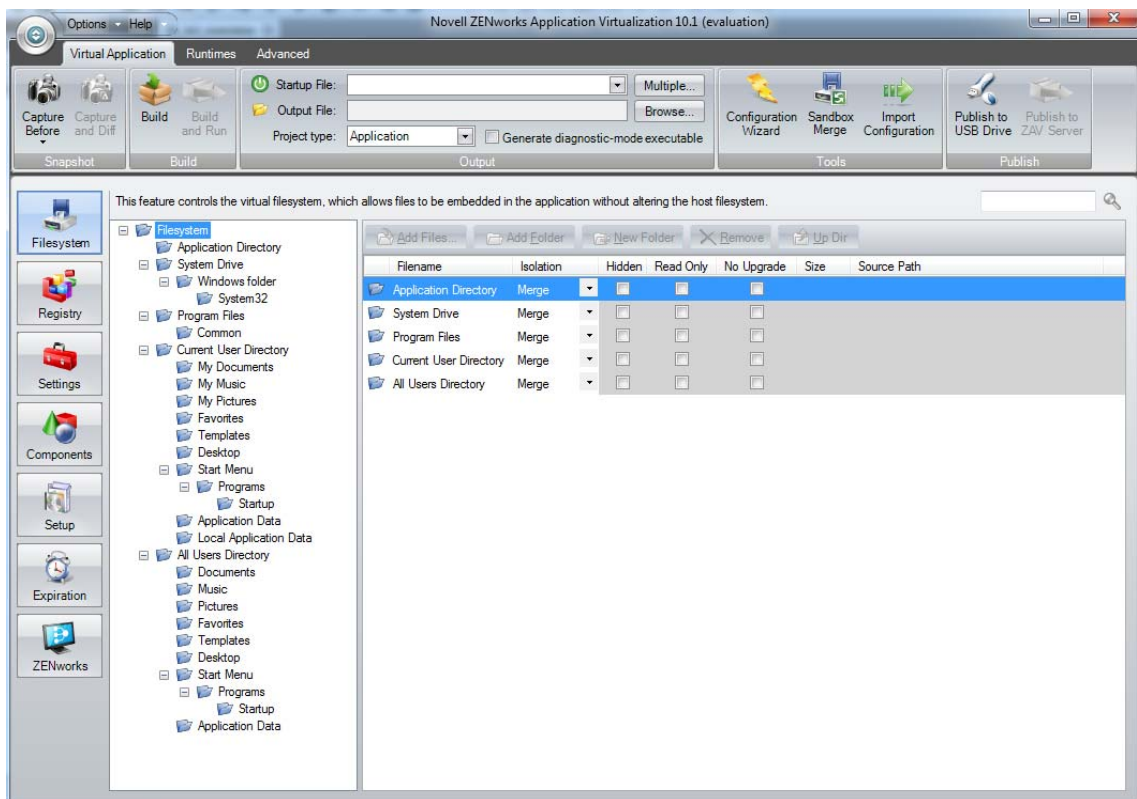 Options Help Novell ZENworks Application Virtualization 10.1 (evaluation)
Virtual Application Runtimes Advanced
Capture Before
Capture and Diff
Snapshot
Build
Build and Run
Build
Startup File: Multiple...
Output File: Browse...
Project type: Application Generate diagnostic-mode executable
Output
Configuration Wizard
Sandbox Merge
Import Configuration
Tools
Publish to USB Drive
Publish to ZAV Server
Publish
This feature controls the virtual filesystem, which allows files to be embedded in the application without altering the host filesystem.
Filesystem
Registry
Settings
Components
Setup
Expiration
ZENworks
Filesystem
Application Directory
System Drive
Windows folder
System32
Program Files
Common
Current User Directory
My Documents
My Music
My Pictures
Favorites
Templates
Desktop
Start Menu
Programs
Startup
Application Data
Local Application Data
All Users Directory
Documents
Music
Pictures
Favorites
Templates
Desktop
Start Menu
Programs
Startup
Application Data
Add Files... Add Folder New Folder Remove Up Dir
Filename Isolation Hidden Read Only No Upgrade Size Source Path
Application Directory Merge
System Drive Merge
Program Files Merge
Current User Directory Merge
All Users Directory Merge